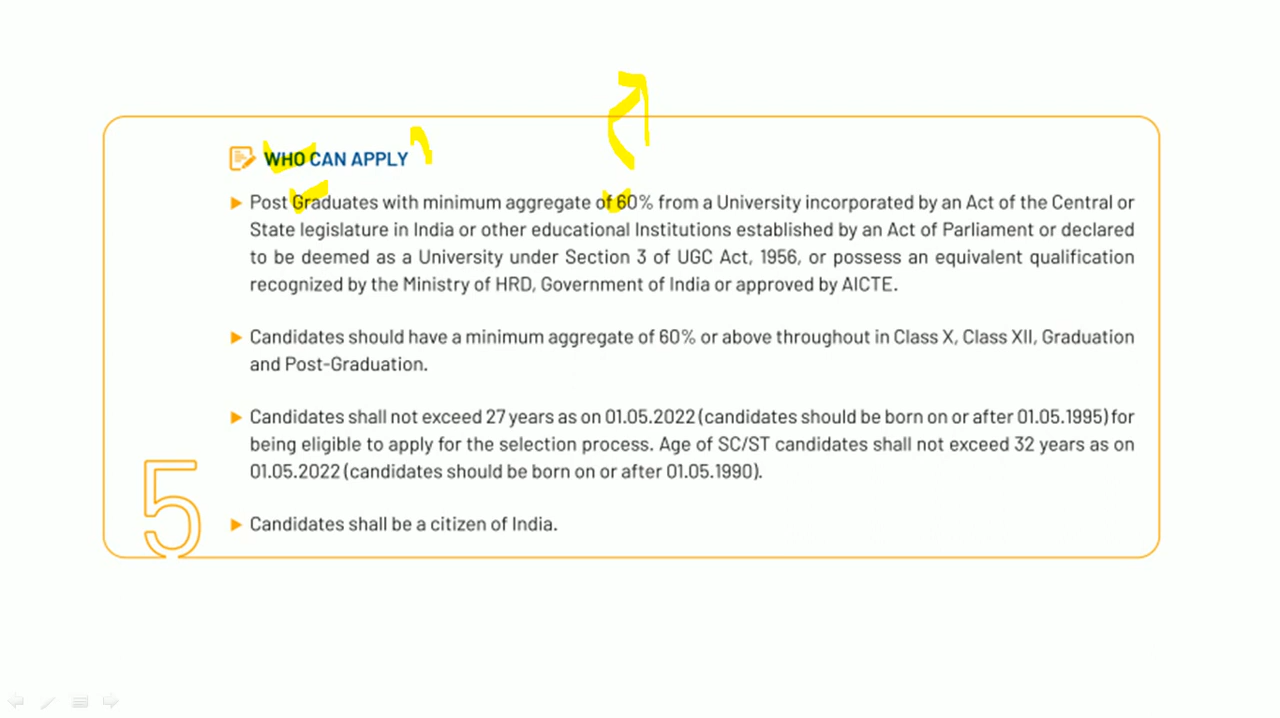 WHO CAN APPLY
Post Graduates with minimum aggregate of 60% from a University incorporated by an Act of the Central or
State legislature in India or other educational Institutions established by an Act of Parliament or declared
to be deemed as a University under Section 3 of UGC Act, 1956, or possess an equivalent qualification
recognized by the Ministry of HRD, Government of India or approved by AICTE.
Candidates should have a minimum aggregate of 60% or above throughout in Class X, Class XII, Graduation
and Post-Graduation.
Candidates shall not exceed 27 years as on 01.05.2022 (candidates should be born on or after 01.05.1995) for
being eligible to apply for the selection process. Age of SC/ST candidates shall not exceed 32 years as on
01.05.2022 (candidates should be born on or after 01.05.1990).
Candidates shall be a citizen of India.
5